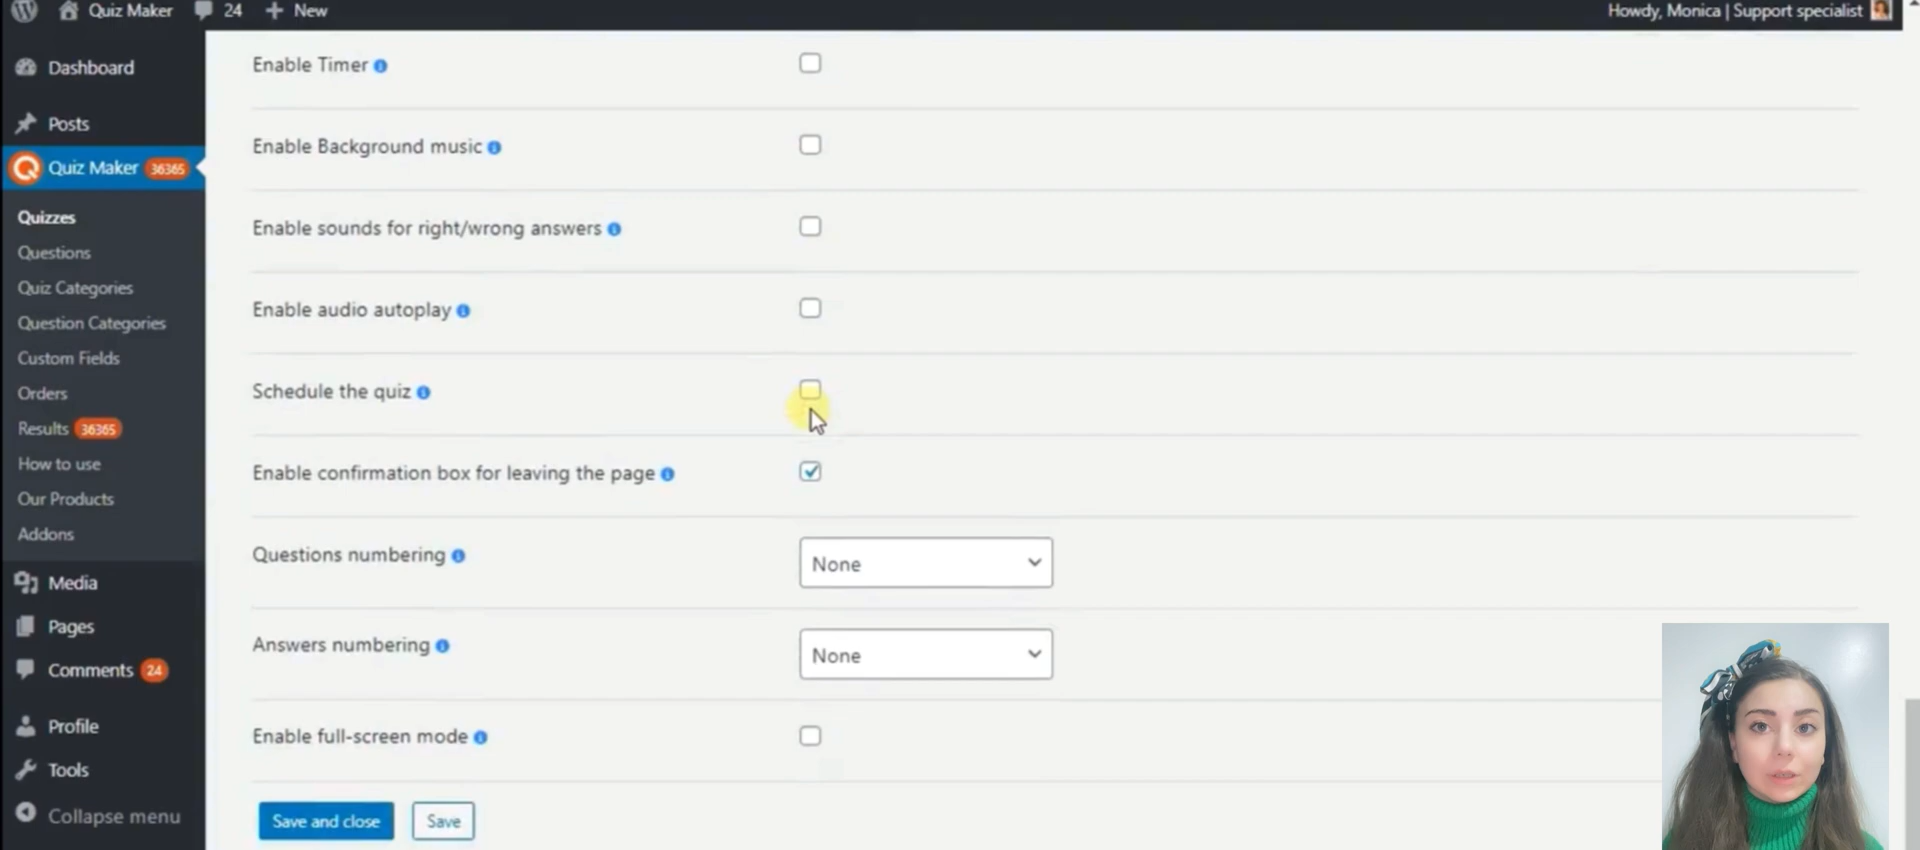 Quiz Maker 24 New
Howdy, Monica | Support specialist
Dashboard
Posts
Quiz Maker 36365
Quizzes
Questions
Quiz Categories
Question Categories
Custom Fields
Orders
Results 36365
How to use
Our Products
Addons
Media
Pages
Comments 24
Profile
Tools
Collapse menu
Enable Timer
Enable Background music
Enable sounds for right/wrong answers
Enable audio autoplay
Schedule the quiz
Enable confirmation box for leaving the page
Questions numbering
None
Answers numbering
None
Enable full-screen mode
Save and close
Save